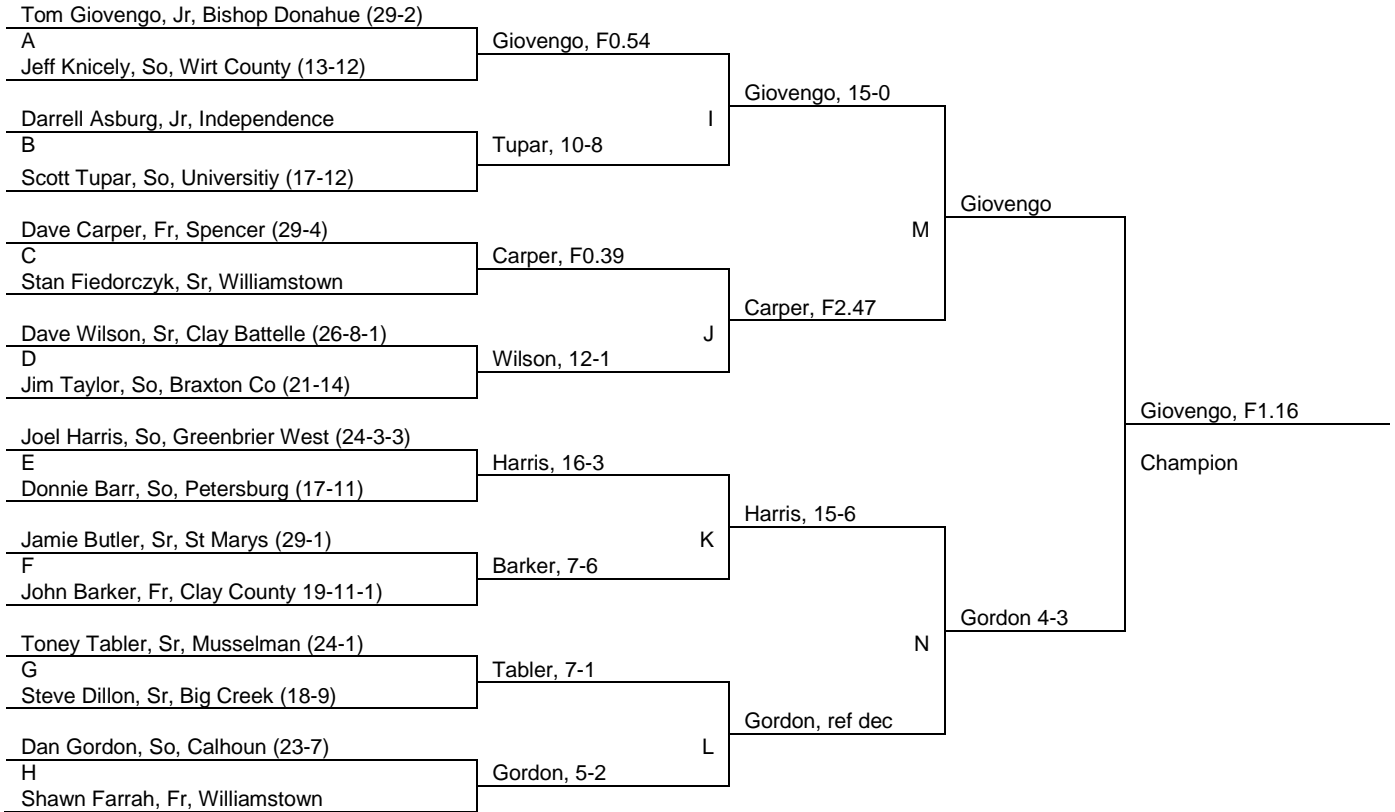 Tom Giovengo, Jr, Bishop Donahue (29-2)
A
Jeff Knicely, So, Wirt County (13-12)
Darrell Asburg, Jr, Independence
B
Scott Tupar, So, Universitiy (17-12)
Dave Carper, Fr, Spencer (29-4)
C
Stan Fiedorczyk, Sr, Williamstown
Dave Wilson, Sr, Clay Battelle (26-8-1)
D
Jim Taylor, So, Braxton Co (21-14)
Joel Harris, So, Greenbrier West (24-3-3)
E
Donnie Barr, So, Petersburg (17-11)
Jamie Butler, Sr, St Marys (29-1)
F
John Barker, Fr, Clay County 19-11-1)
Toney Tabler, Sr, Musselman (24-1)
G
Steve Dillon, Sr, Big Creek (18-9)
Dan Gordon, So, Calhoun (23-7)
H
Shawn Farrah, Fr, Williamstown
Giovengo, F0.54
I
Tupar, 10-8
Carper, F0.39
J
Wilson, 12-1
Harris, 16-3
K
Barker, 7-6
Tabler, 7-1
L
Gordon, 5-2
Giovengo, 15-0
M
Carper, F2.47
Harris, 15-6
N
Gordon, ref dec
Giovengo
Gordon 4-3
Giovengo, F1.16
Champion